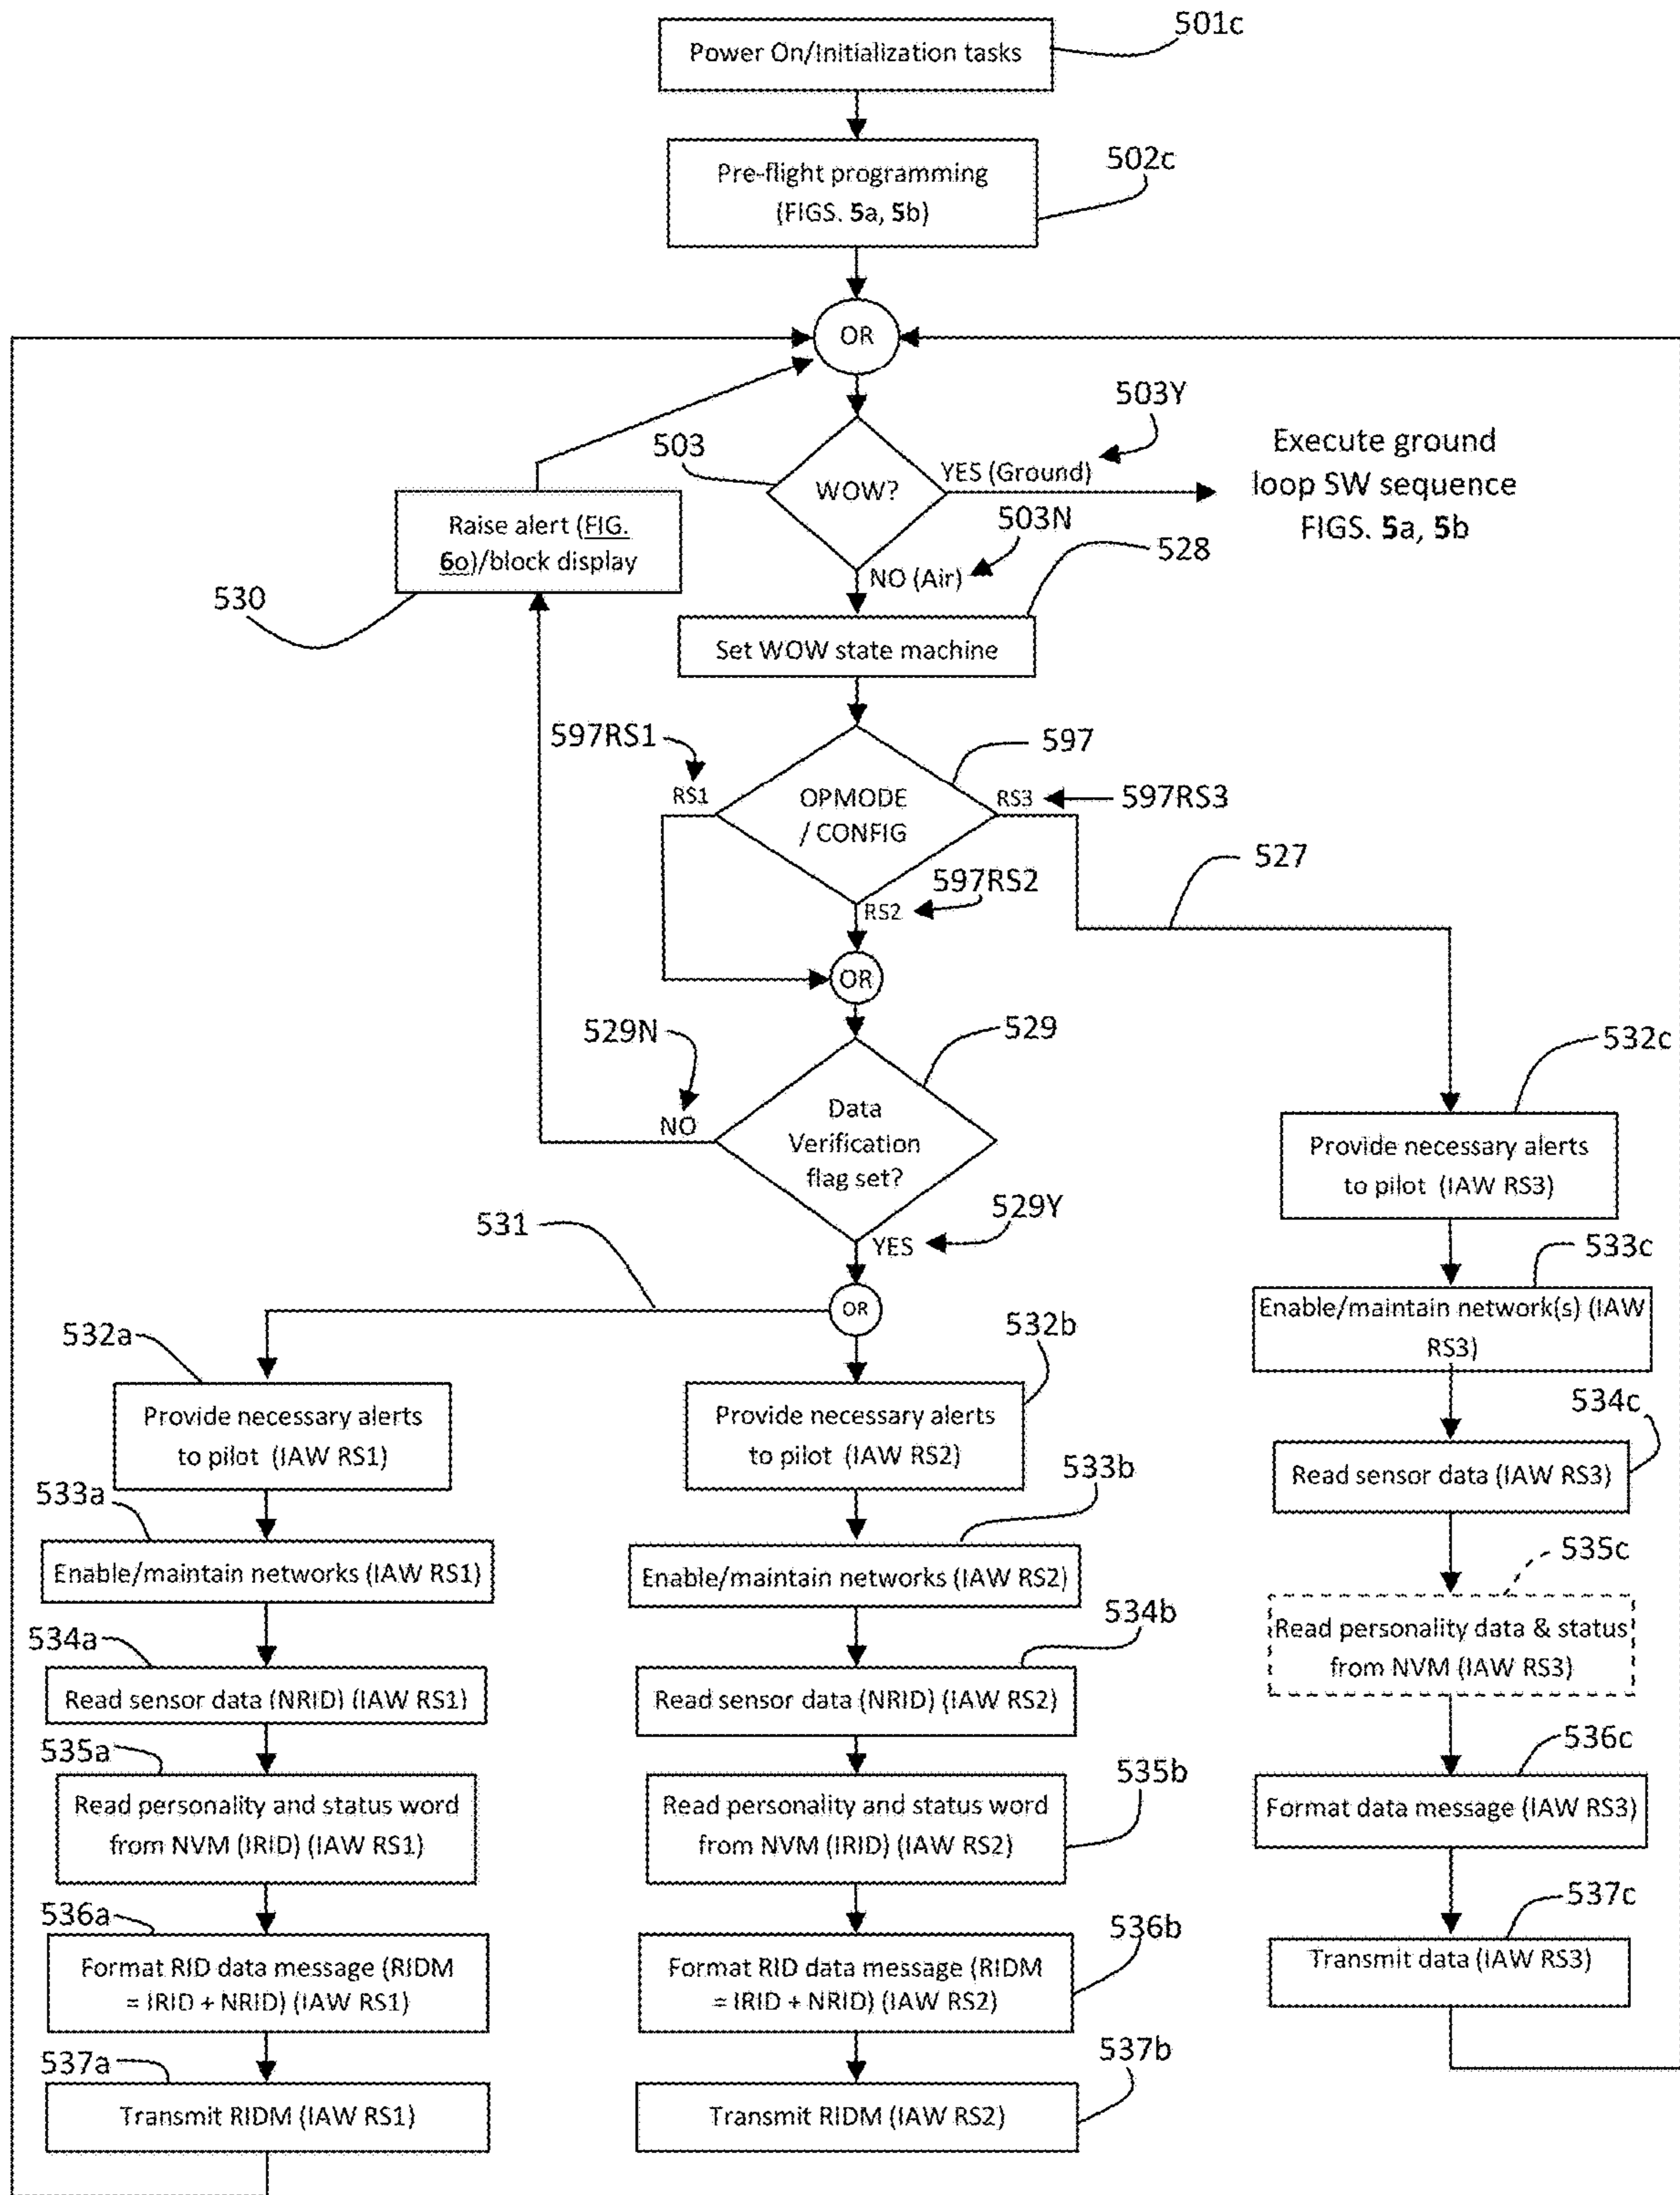 501c
Power On/Initialization tasks
502c
Pre-flight programming
(FIGS. 5a, 5b)
OR
503Y
503
YES (Ground)
WOW?
Execute ground
loop SW sequence
FIGS. 5a, 5b
503N
NO (Air)
528
Raise alert (FIG.
6o)/block display
530
Set WOW state machine
597RS1
597
RS1
OPMODE
/ CONFIG
RS3
597RS3
527
597RS2
RS2
OR
529N
529
NO
Data
Verification
flag set?
529Y
YES
531
OR
532c
Provide necessary alerts
to pilot (IAW RS3)
533c
Enable/maintain network(s) (IAW
RS3)
534c
Read sensor data (IAW RS3)
535c
Read personality data & status
from NVM (IAW RS3)
536c
Format data message (IAW RS3)
537c
Transmit data (IAW RS3)
532a
Provide necessary alerts
to pilot (IAW RS1)
533a
Enable/maintain networks (IAW RS1)
534a
Read sensor data (NRID) (IAW RS1)
535a
Read personality and status word
from NVM (IRID) (IAW RS1)
536a
Format RID data message (RIDM
= IRID + NRID) (IAW RS1)
537a
Transmit RIDM (IAW RS1)
532b
Provide necessary alerts
to pilot (IAW RS2)
533b
Enable/maintain networks (IAW RS2)
534b
Read sensor data (NRID) (IAW RS2)
535b
Read personality and status word
from NVM (IRID) (IAW RS2)
536b
Format RID data message (RIDM
= IRID + NRID) (IAW RS2)
537b
Transmit RIDM (IAW RS2)